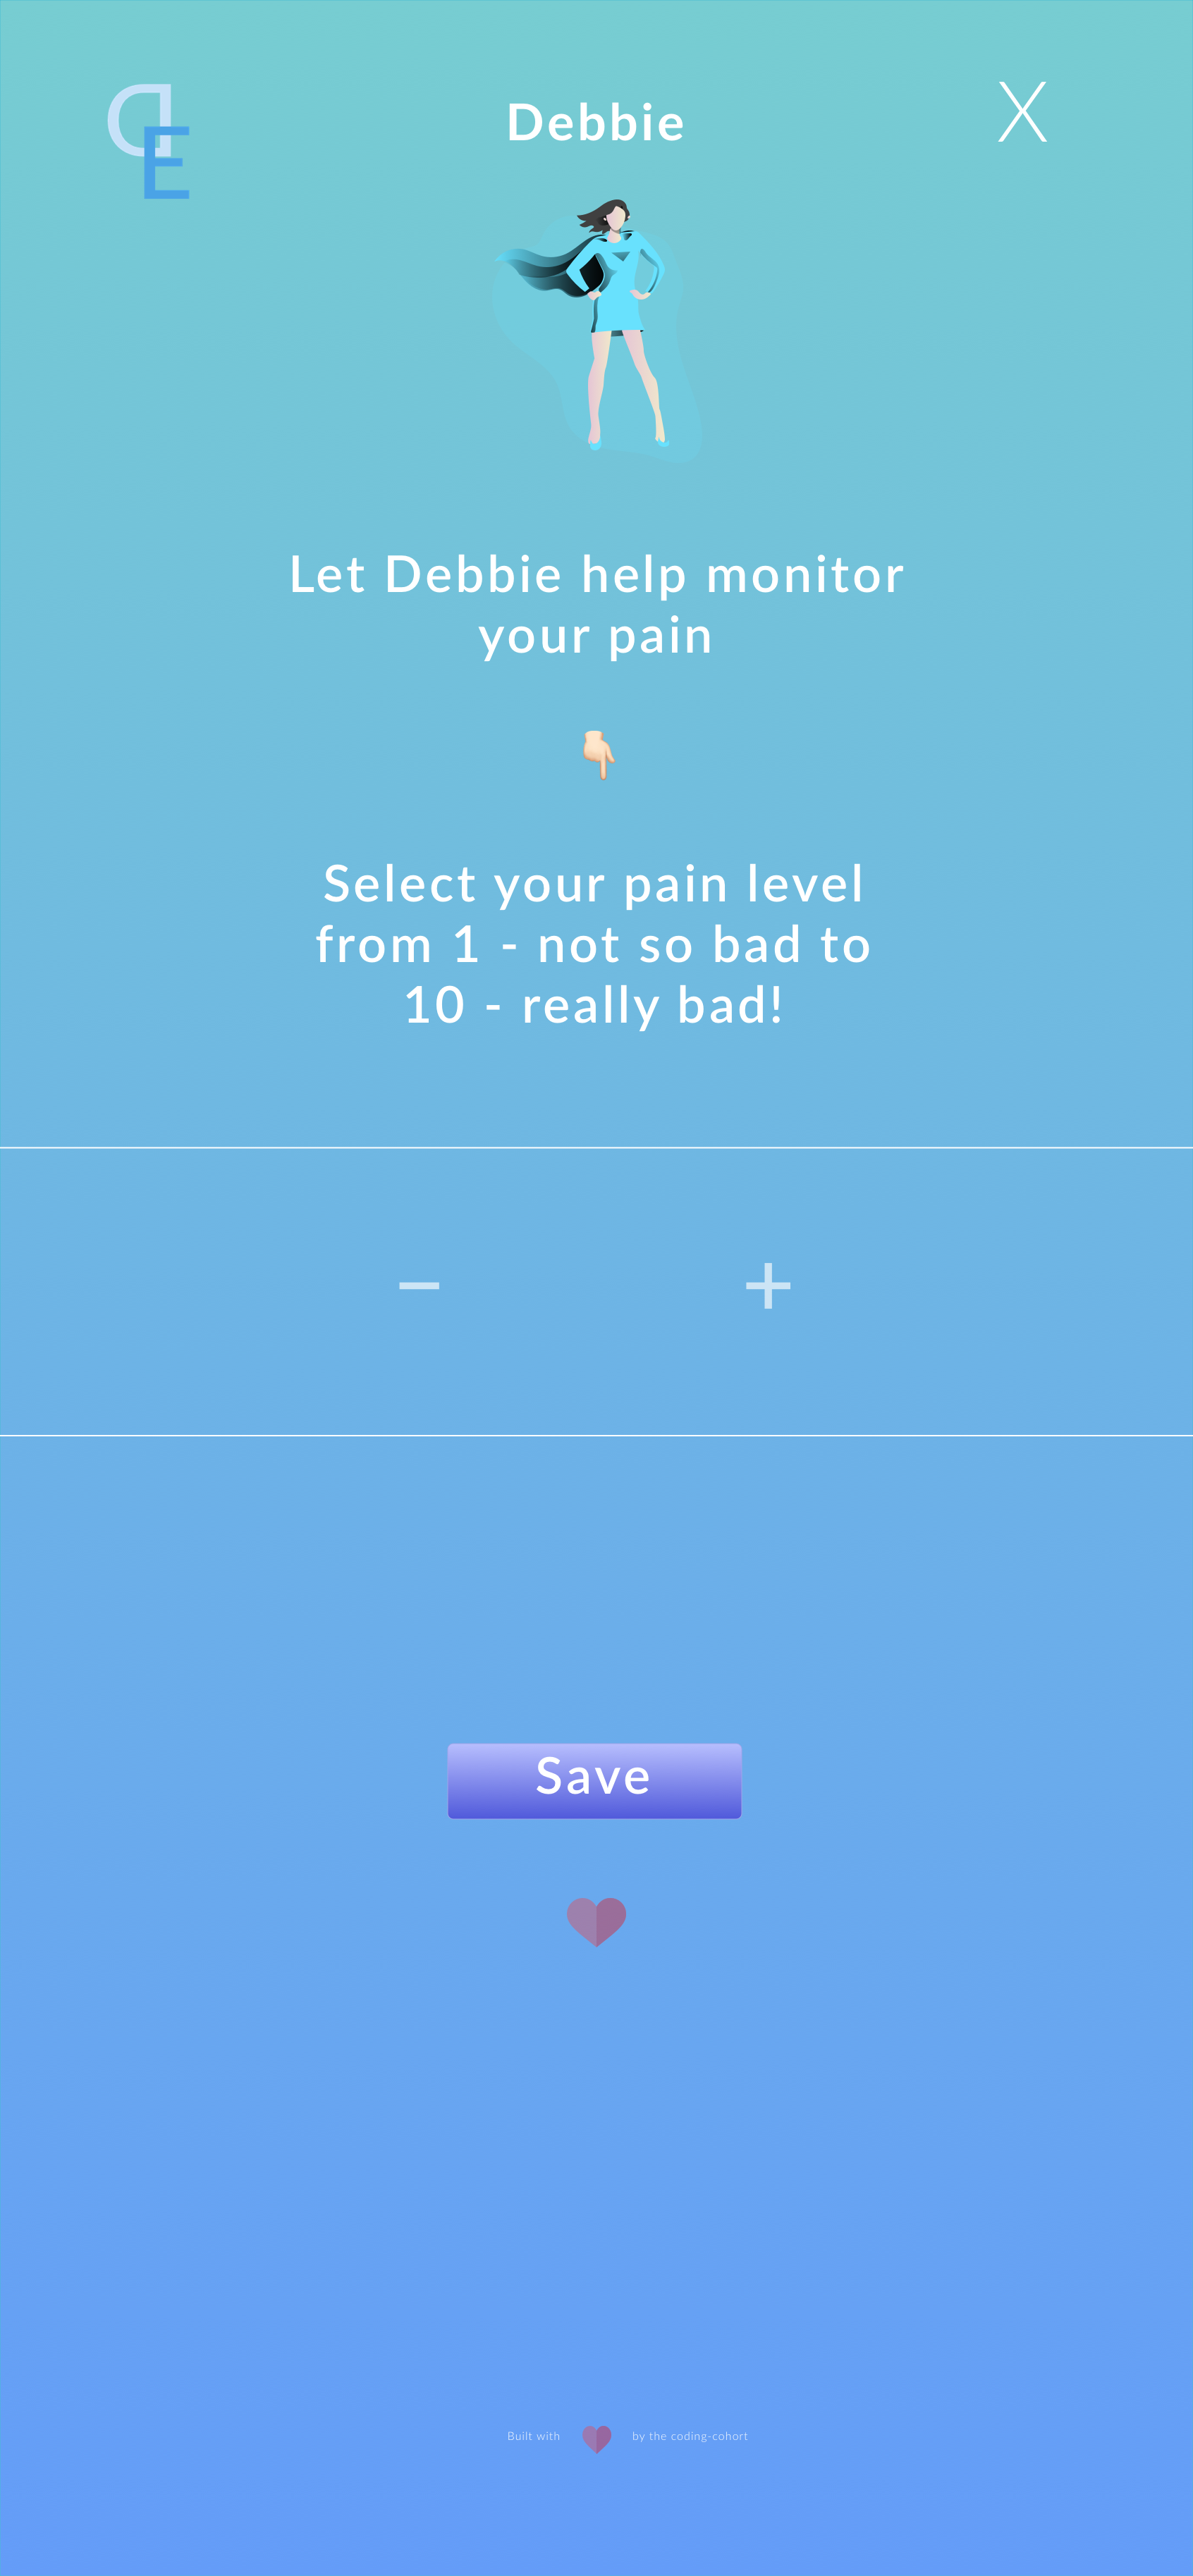 DE
Debbie
X
Let Debbie help monitor
your pain
👇🏻
Select your pain level
from 1 - not so bad to
10 - really bad!
− +
Save
Built with ❤ by the coding-cohort